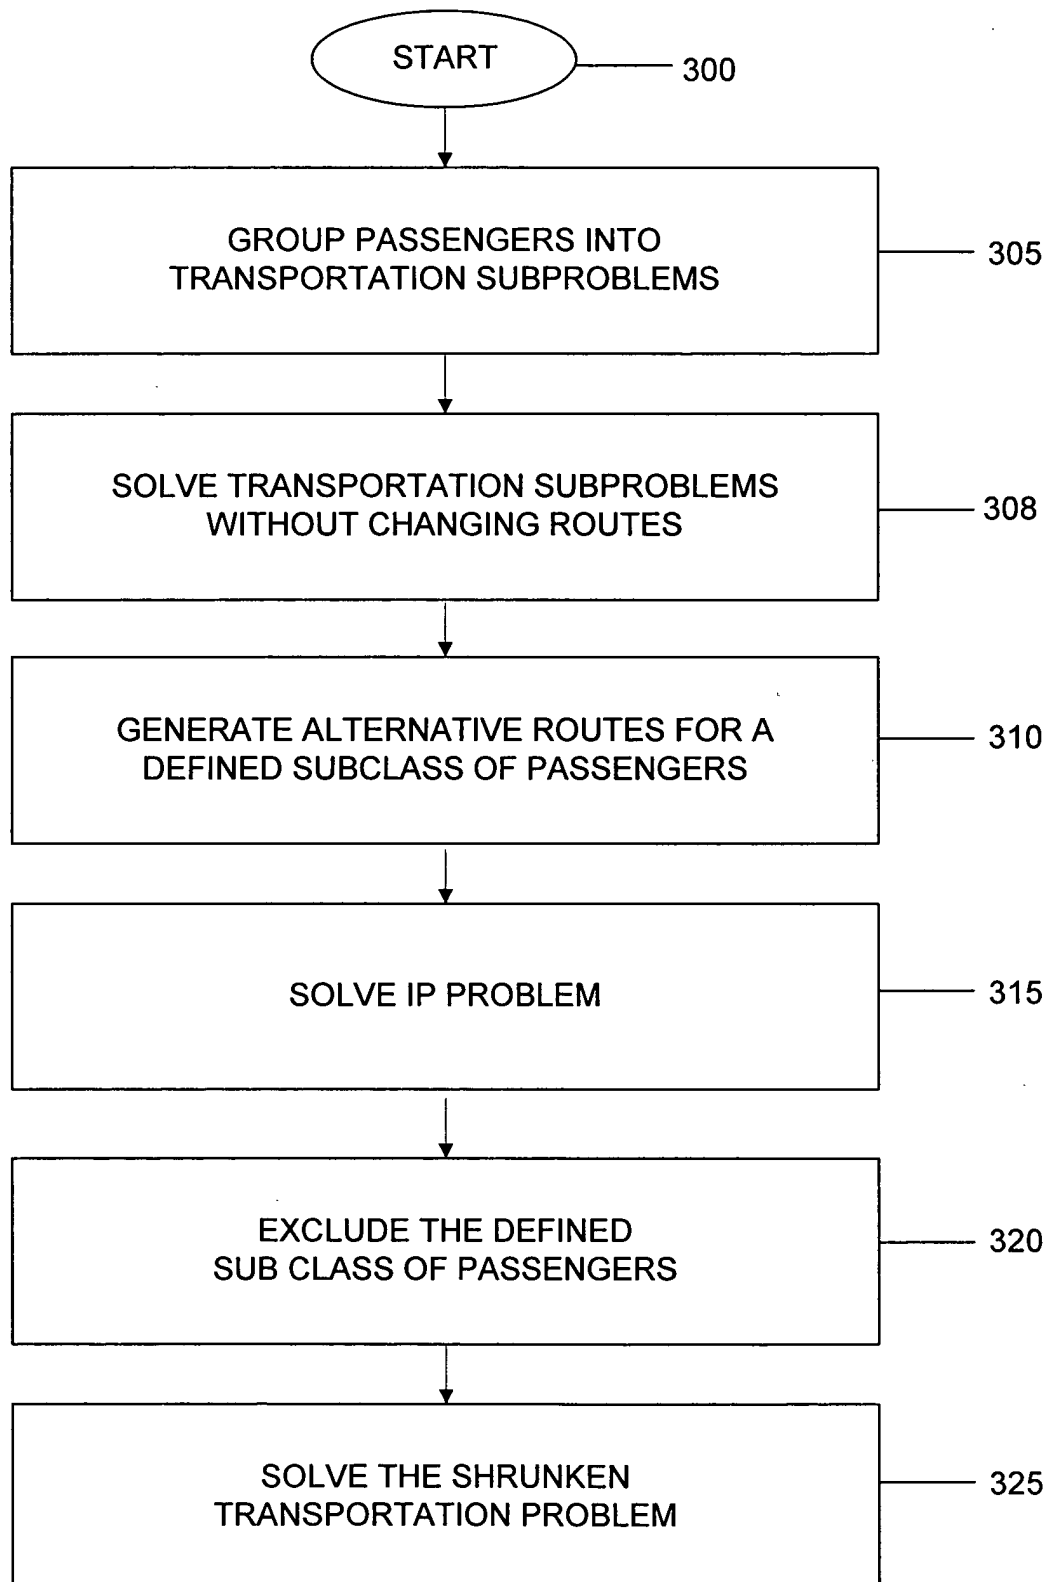 START
300
GROUP PASSENGERS INTO
TRANSPORTATION SUBPROBLEMS
305
SOLVE TRANSPORTATION SUBPROBLEMS
WITHOUT CHANGING ROUTES
308
GENERATE ALTERNATIVE ROUTES FOR A
DEFINED SUBCLASS OF PASSENGERS
310
SOLVE IP PROBLEM
315
EXCLUDE THE DEFINED
SUB CLASS OF PASSENGERS
320
SOLVE THE SHRUNKEN
TRANSPORTATION PROBLEM
325